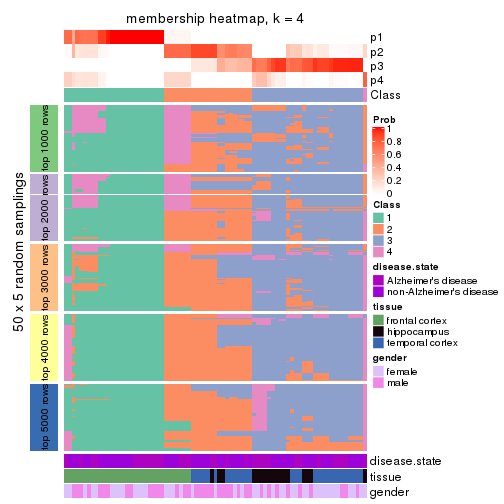 membership heatmap, k = 4
p1
p2
p3
p4
Class
50 x 5 random samplings
top 1000 rows
top 2000 rows
top 3000 rows
top 4000 rows
top 5000 rows
disease.state
tissue
gender
Prob
1
0.8
0.6
0.4
0.2
0
Class
1
2
3
4
disease.state
Alzheimer's disease
non-Alzheimer's disease
tissue
frontal cortex
hippocampus
temporal cortex
gender
female
male